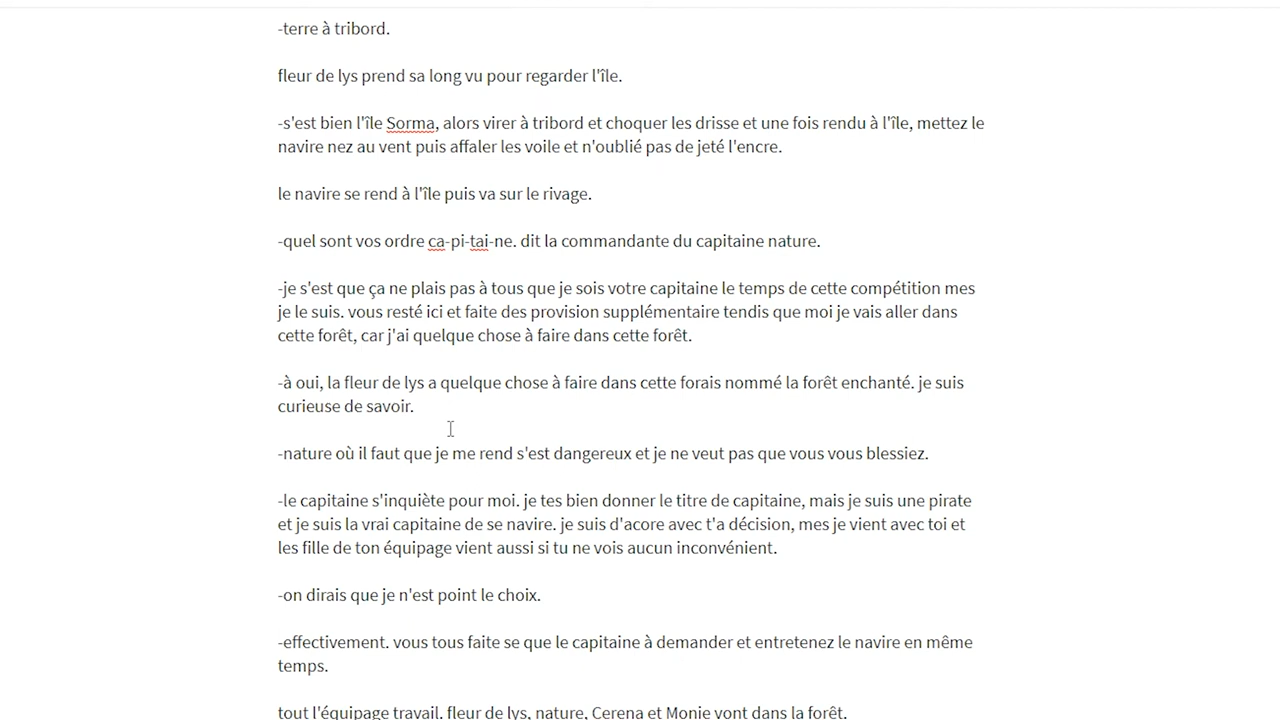 -terre à tribord.
fleur de lys prend sa long vu pour regarder l'île.
-s'est bien l'île Sorma, alors virer à tribord et choquer les drisse et une fois rendu à l'île, mettez le
navire nez au vent puis affaler les voile et n'oublié pas de jeté l'encre.
le navire se rend à l'île puis va sur le rivage.
-quel sont vos ordre ca-pi-tai-ne. dit la commandante du capitaine nature.
-je s'est que ça ne plais pas à tous que je sois votre capitaine le temps de cette compétition mes
je le suis. vous resté ici et faite des provision supplémentaire tendis que moi je vais aller dans
cette forêt, car j'ai quelque chose à faire dans cette forêt.
-à oui, la fleur de lys a quelque chose à faire dans cette forais nommé la forêt enchanté. je suis
curieuse de savoir.
-nature où il faut que je me rend s'est dangereux et je ne veut pas que vous vous blessiez.
-le capitaine s'inquiète pour moi. je tes bien donner le titre de capitaine, mais je suis une pirate
et je suis la vrai capitaine de se navire. je suis d'acore avec t'a décision, mes je vient avec toi et
les fille de ton équipage vient aussi si tu ne vois aucun inconvénient.
-on dirais que je n'est point le choix.
-effectivement. vous tous faite se que le capitaine à demander et entretenez le navire en même
temps.
tout l'équipage travail. fleur de lys, nature, Cerena et Monie vont dans la forêt.